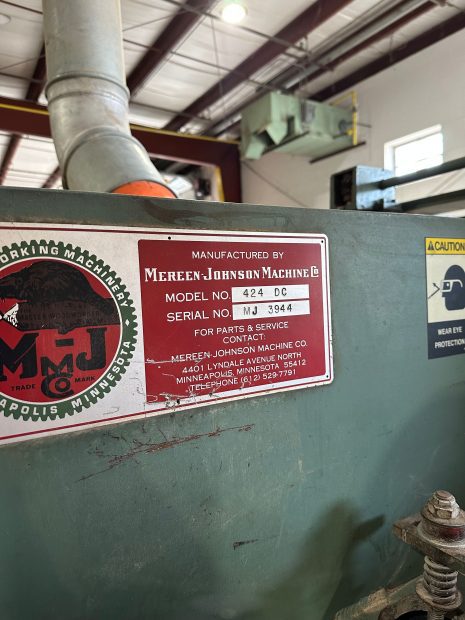 ORKING MACHINERY
M-J
M
Co
TRADE MARK
APOLIS, MINNESOTA.
MANUFACTURED BY
MEREEN-JOHNSON MACHINE Co
MODEL NO. 424 DC
SERIAL NO. MJ 3944
FOR PARTS & SERVICE
CONTACT:
MEREEN-JOHNSON MACHINE CO.
4401 LYNDALE AVENUE NORTH
MINNEAPOLIS, MINNESOTA 55412
TELEPHONE (612) 529-7791
CAUTION
WEAR EYE
PROTECTION